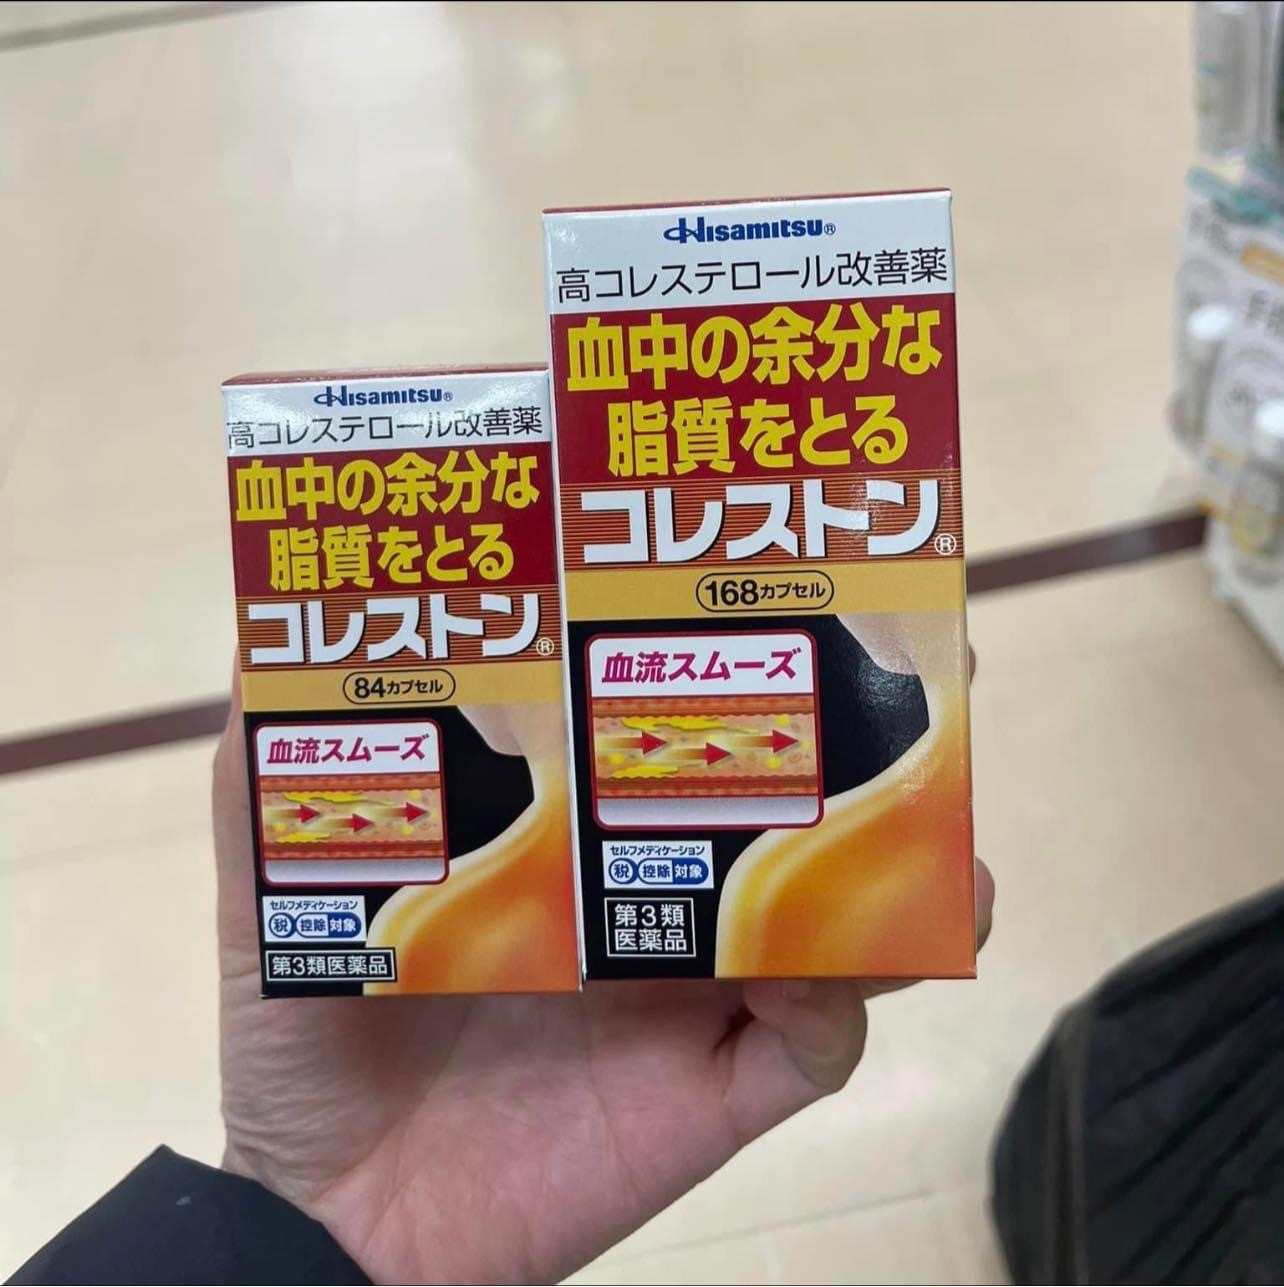 Hisamitsu®
高コレステロール改善薬
血中の余分な
脂質をとる
コレストン®
84カプセル
血流スムーズ
セルフメディケーション
税 控除 対象
第3類医薬品
Hisamitsu®
高コレステロール改善薬
血中の余分な
脂質をとる
コレストン®
168カプセル
血流スムーズ
セルフメディケーション
税 控除 対象
第3類
医薬品